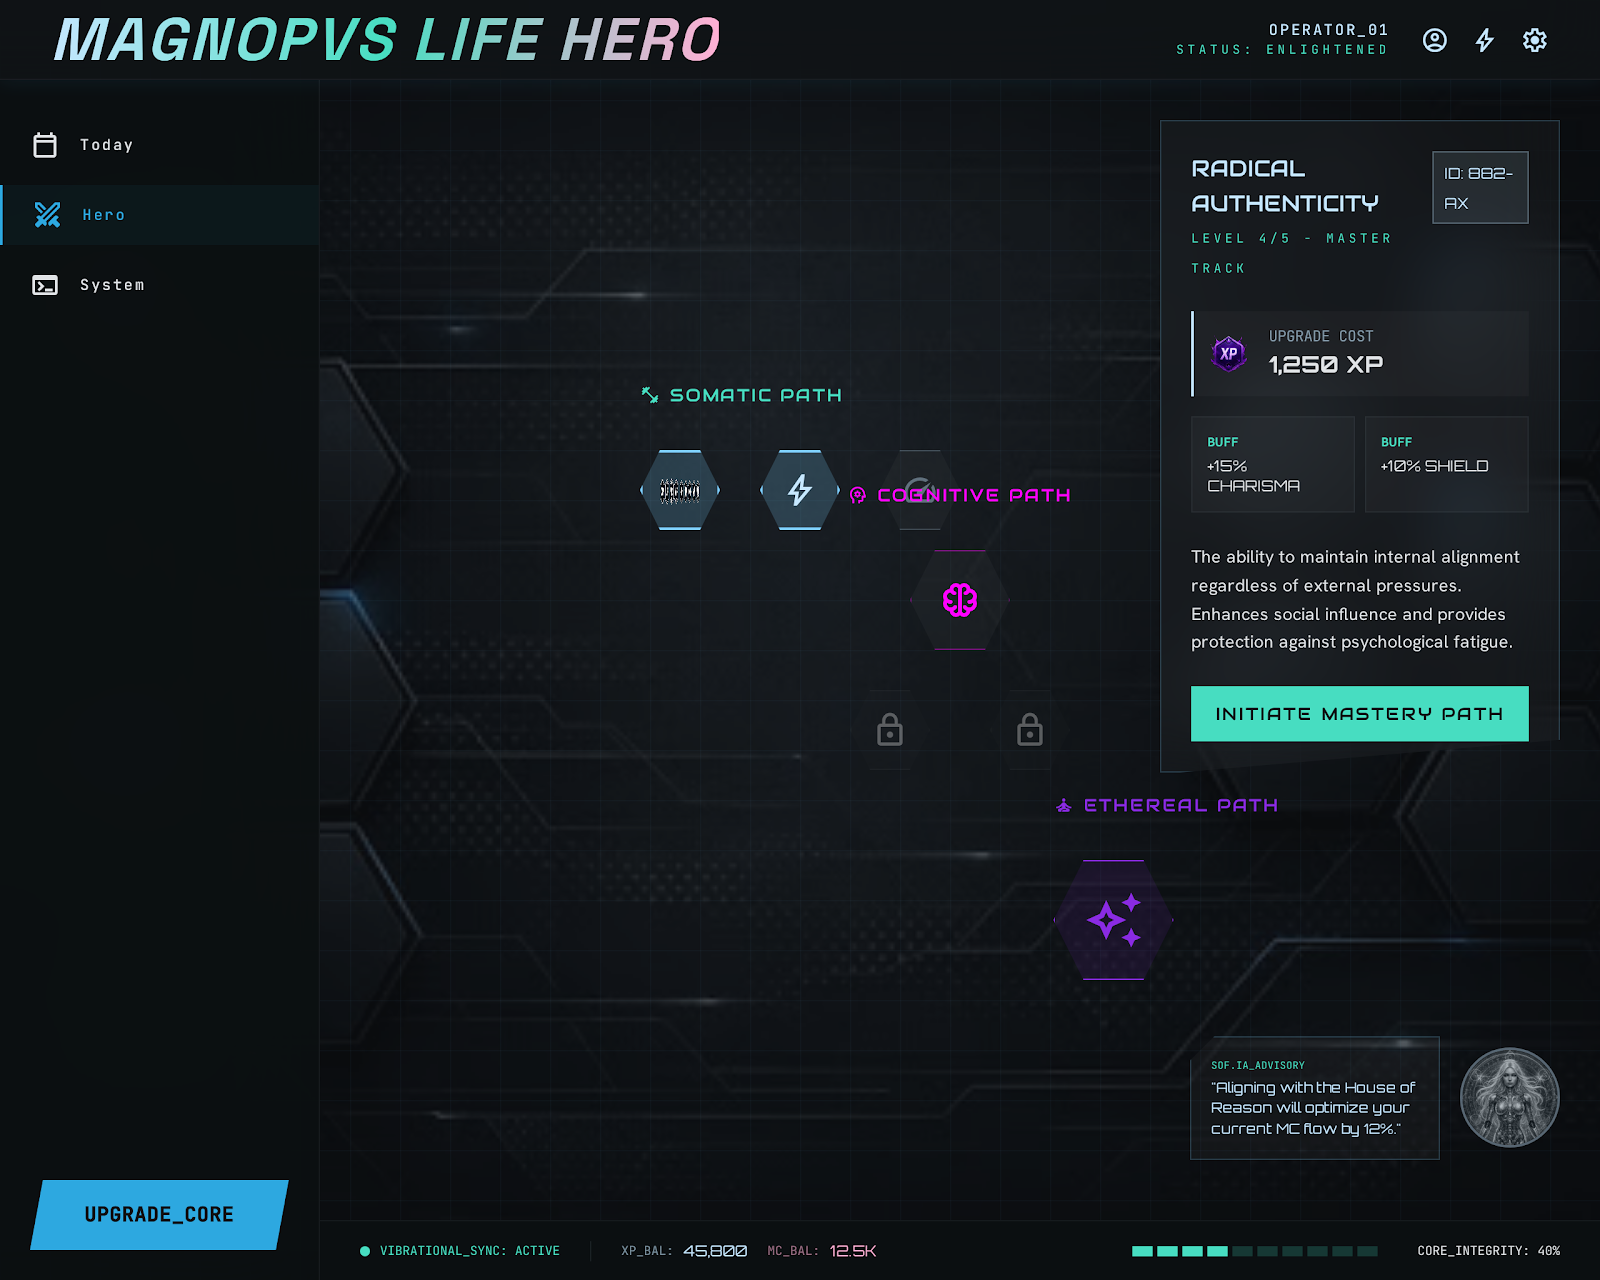 MAGNOPVS LIFE HERO
OPERATOR_01
STATUS: ENLIGHTENED
Today
Hero
System
UPGRADE_CORE
SOMATIC PATH
COGNITIVE PATH
ETHEREAL PATH
RADICAL
AUTHENTICITY
ID: 882-
AX
LEVEL 4/5 - MASTER
TRACK
XP
UPGRADE COST
1,250 XP
BUFF
+15%
CHARISMA
BUFF
+10% SHIELD
The ability to maintain internal alignment
regardless of external pressures.
Enhances social influence and provides
protection against psychological fatigue.
INITIATE MASTERY PATH
SOF.IA_ADVISORY
"Aligning with the House of
Reason will optimize your
current MC flow by 12%."
VIBRATIONAL_SYNC: ACTIVE
XP_BAL: 45,800
MC_BAL: 12.5K
CORE_INTEGRITY: 40%